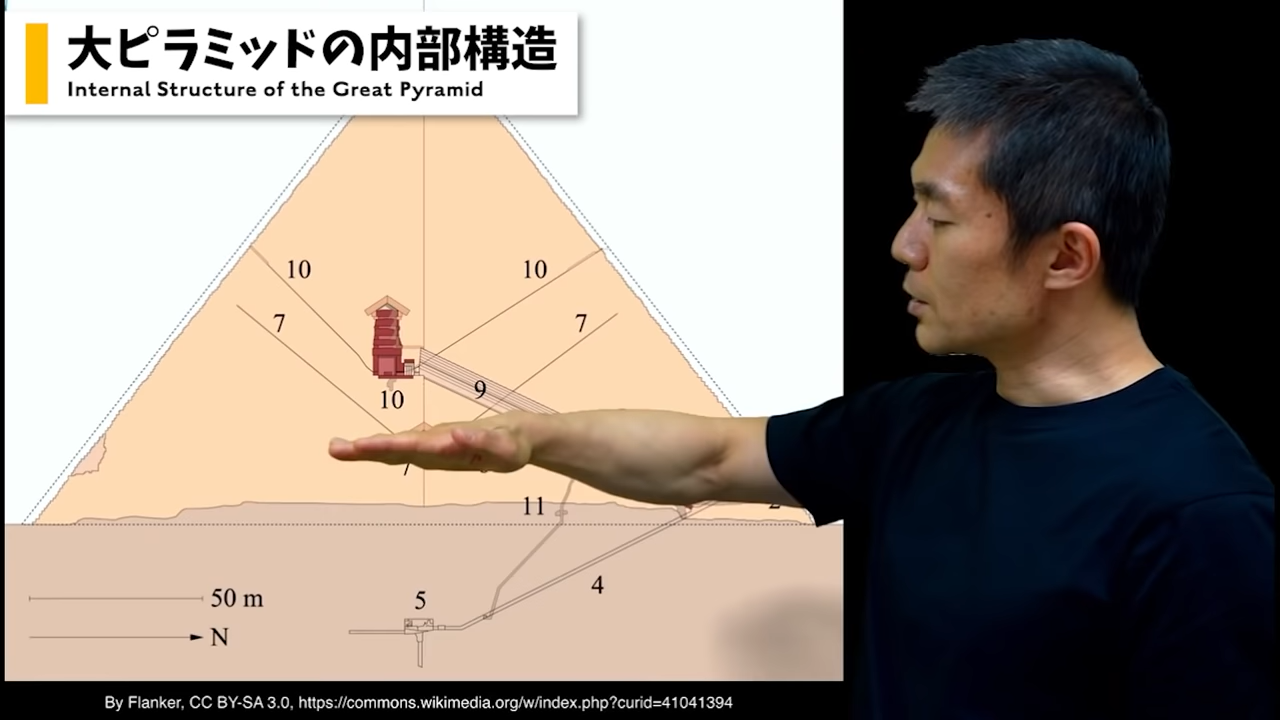 大ピラミッドの内部構造
Internal Structure of the Great Pyramid
10
10
7
7
9
10
7
11
2
4
5
50 m
N
By Flanker, CC BY-SA 3.0, https://commons.wikimedia.org/w/index.php?curid=41041394